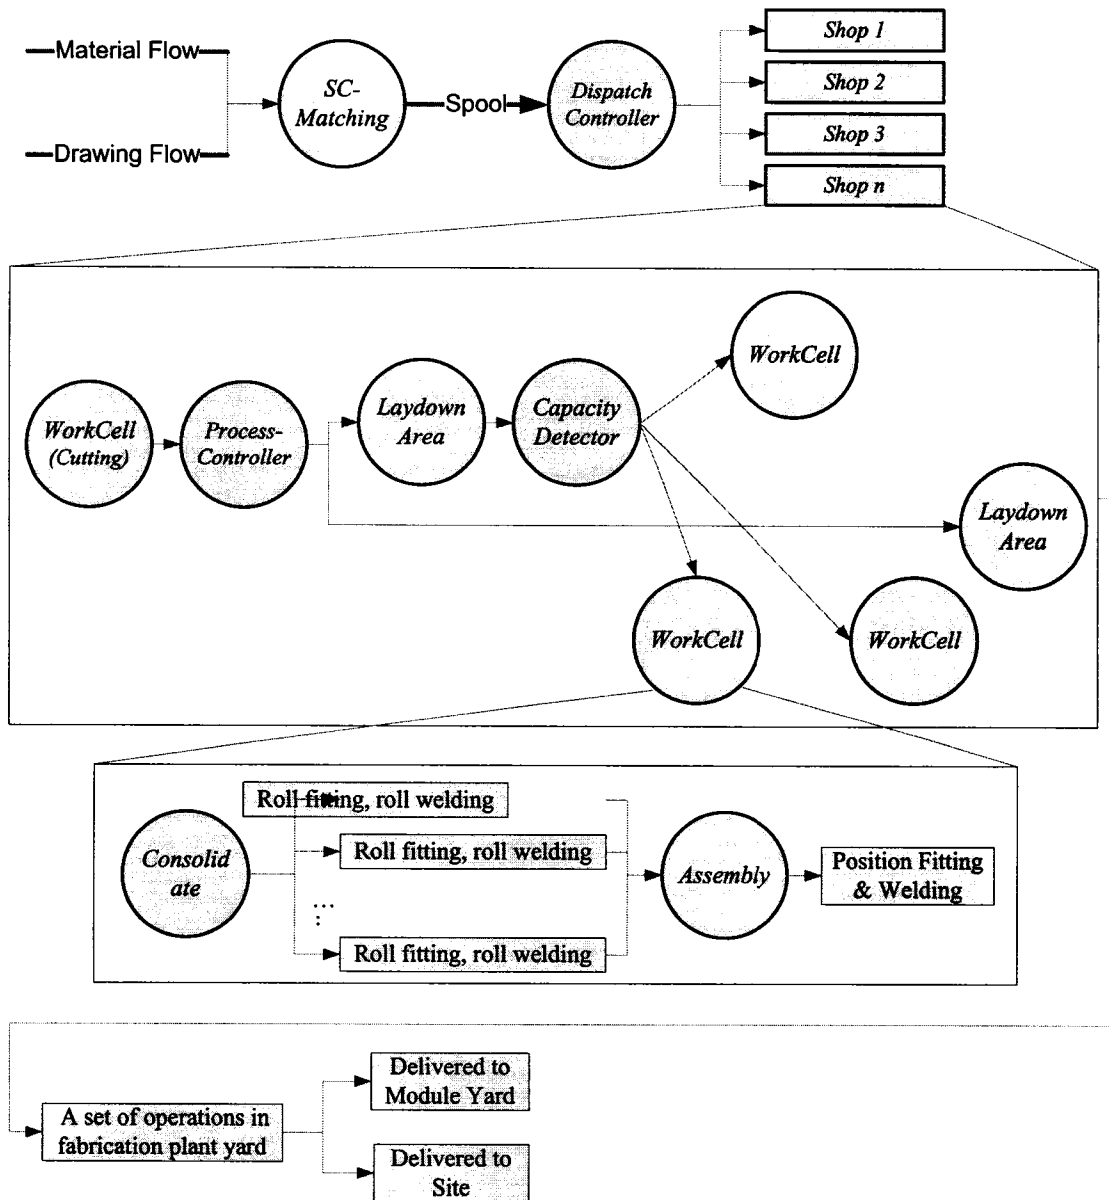 Material Flow
Drawing Flow
SC-
Matching
Spool
Dispatch
Controller
Shop 1
Shop 2
Shop 3
Shop n
WorkCell
(Cutting)
Process-
Controller
Laydown
Area
Capacity
Detector
WorkCell
Laydown
Area
WorkCell
WorkCell
Consolid
ate
Roll fitting, roll welding
Roll fitting, roll welding
...
:
Roll fitting, roll welding
Assembly
Position Fitting
& Welding
A set of operations in
fabrication plant yard
Delivered to
Module Yard
Delivered to
Site